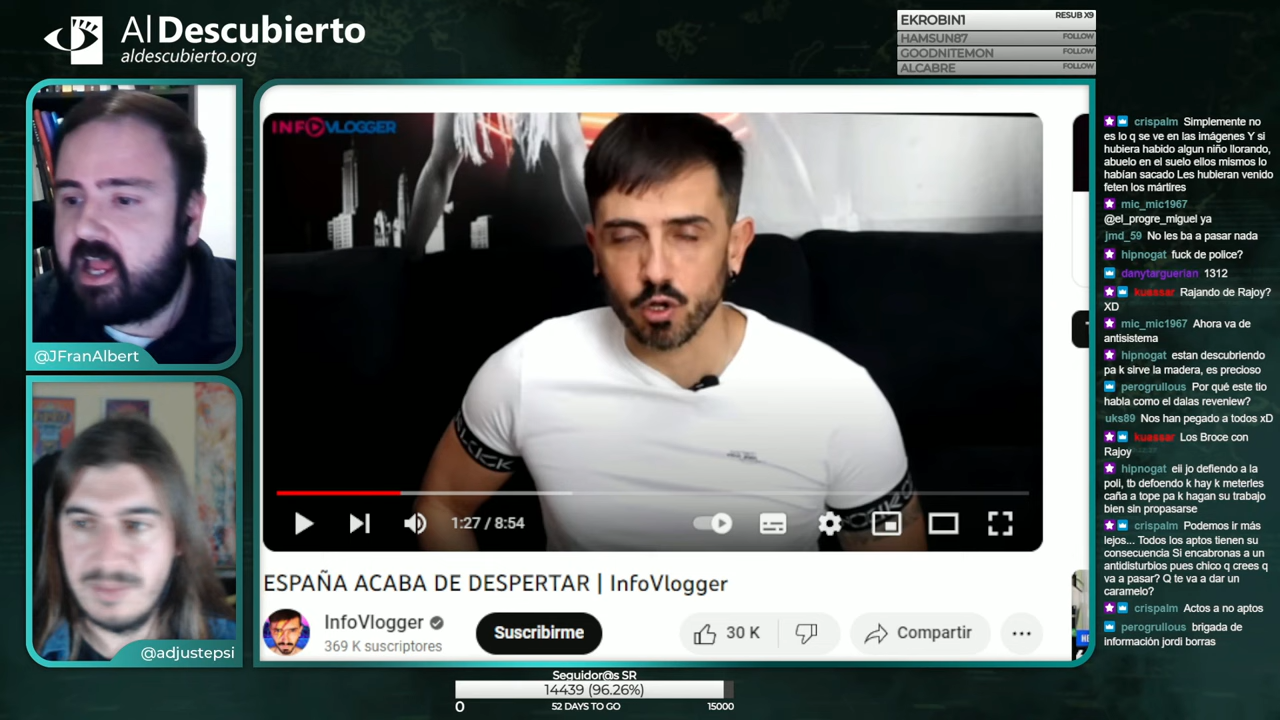 Al Descubierto
aldescubierto.org
EKROBIN1 RESUB X9
HAMSUN87 FOLLOW
GOODNITEMON FOLLOW
ALCABRE FOLLOW
@JFranAlbert
@adjustepsi
INFOVLOGGER
1:27 / 8:54
ESPAÑA ACABA DE DESPERTAR | InfoVlogger
InfoVlogger
369 K suscriptores
Suscribirme
30 K
Compartir
crispalm Simplemente no
es lo q se ve en las imágenes Y si
hubiera habido algun niño llorando,
abuelo en el suelo ellos mismos lo
habían sacado Les hubieran venido
feten los mártires
mic_mic1967
@el_progre_miguel ya
jmd_59 No les ba a pasar nada
hipnogat fuck de police?
danytarguerian 1312
kuassar Rajando de Rajoy?
XD
mic_mic1967 Ahora va de
antisistema
hipnogat estan descubriendo
pa k sirve la madera, es precioso
perogrullous Por qué este tio
habla como el dalas reveniew?
uks89 Nos han pegado a todos xD
kuassar Los Broce con
Rajoy
hipnogat eii jo defiendo a la
poli, tb defoendo k hay k meterles
caña a tope pa k hagan su trabajo
bien sin propasarse
crispalm Podemos ir más
lejos... Todos los aptos tienen su
consecuencia Si encabronas a un
antidisturbios pues chico q crees q
va a pasar? Q te va a dar un
caramelo?
crispalm Actos a no aptos
perogrullous brigada de
información jordi borras
Seguidor@s SR
14439 (96.26%)
0 52 DAYS TO GO 15000